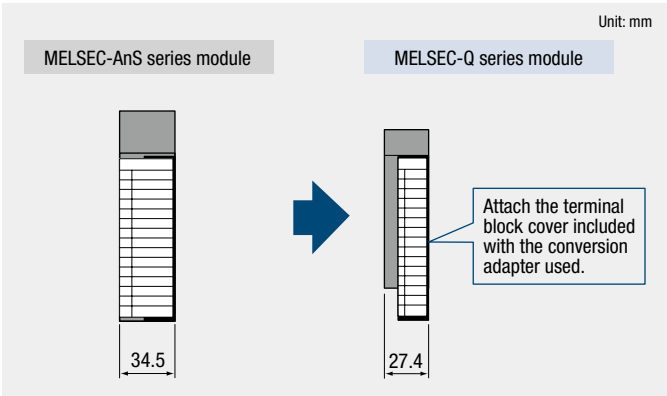 Unit: mm
MELSEC-AnS series module
MELSEC-Q series module
Attach the terminal
block cover included
with the conversion
adapter used.
34.5
27.4